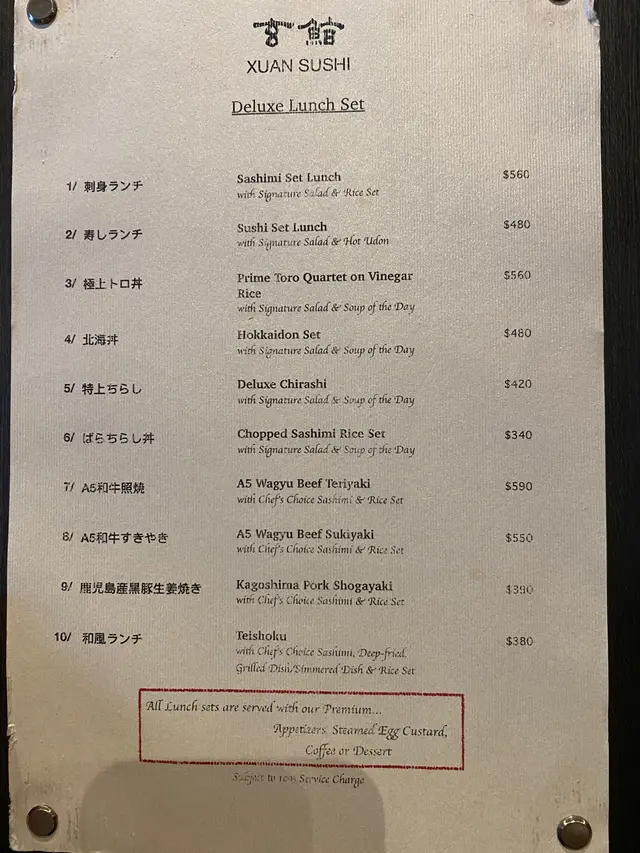 玄鮨
XUAN SUSHI
Deluxe Lunch Set
1/ 刺身ランチ Sashimi Set Lunch $560
with Signature Salad & Rice Set
2/ 寿しランチ Sushi Set Lunch $480
with Signature Salad & Hot Udon
3/ 極上トロ丼 Prime Toro Quartet on Vinegar $560
Rice
with Signature Salad & Soup of the Day
4/ 北海丼 Hokkaidon Set $480
with Signature Salad & Soup of the Day
5/ 特上ちらし Deluxe Chirashi $420
with Signature Salad & Soup of the Day
6/ ばらちらし丼 Chopped Sashimi Rice Set $340
with Signature Salad & Soup of the Day
7/ A5和牛照焼 A5 Wagyu Beef Teriyaki $590
with Chef's Choice Sashimi & Rice Set
8/ A5和牛すきやき A5 Wagyu Beef Sukiyaki $550
with Chef's Choice Sashimi & Rice Set
9/ 鹿児島産黑豚生姜焼き Kagoshima Pork Shogayaki $390
with Chef's Choice Sashimi & Rice Set
10/ 和風ランチ Teishoku $380
with Chef's Choice Sashimi, Deep-fried,
Grilled Dish/Simmered Dish & Rice Set
All Lunch sets are served with our Premium...
Appetizers, Steamed Egg Custard,
Coffee or Dessert
Subject to 10% Service Charge